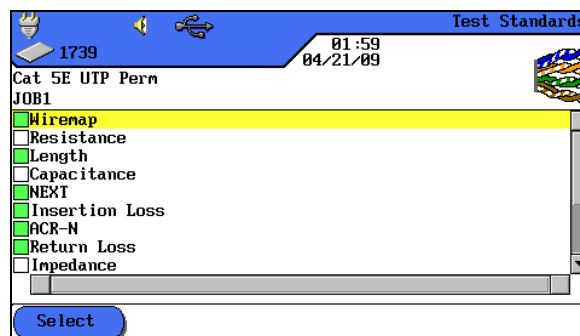 Test Standards
1739
01:59
04/21/09
Cat 5E UTP Perm
JOB1
Wiremap
Resistance
Length
Capacitance
NEXT
Insertion Loss
ACR-N
Return Loss
Impedance
Select